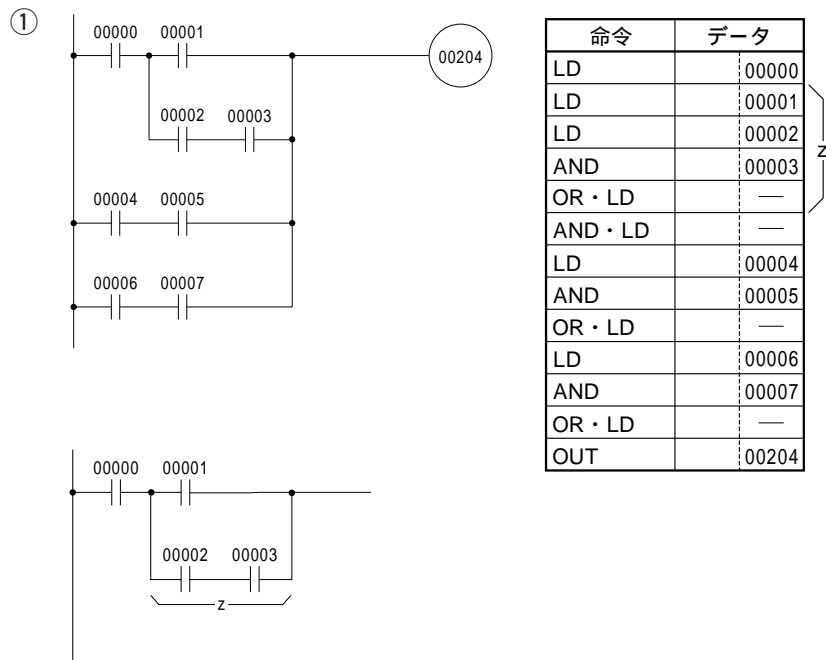 ①
00000 00001
00204
00002 00003
00004 00005
00006 00007
命令 データ
LD 00000
LD 00001
LD 00002
AND 00003
OR・LD —
AND・LD —
LD 00004
AND 00005
OR・LD —
LD 00006
AND 00007
OR・LD —
OUT 00204
z
00000 00001
00002 00003
z